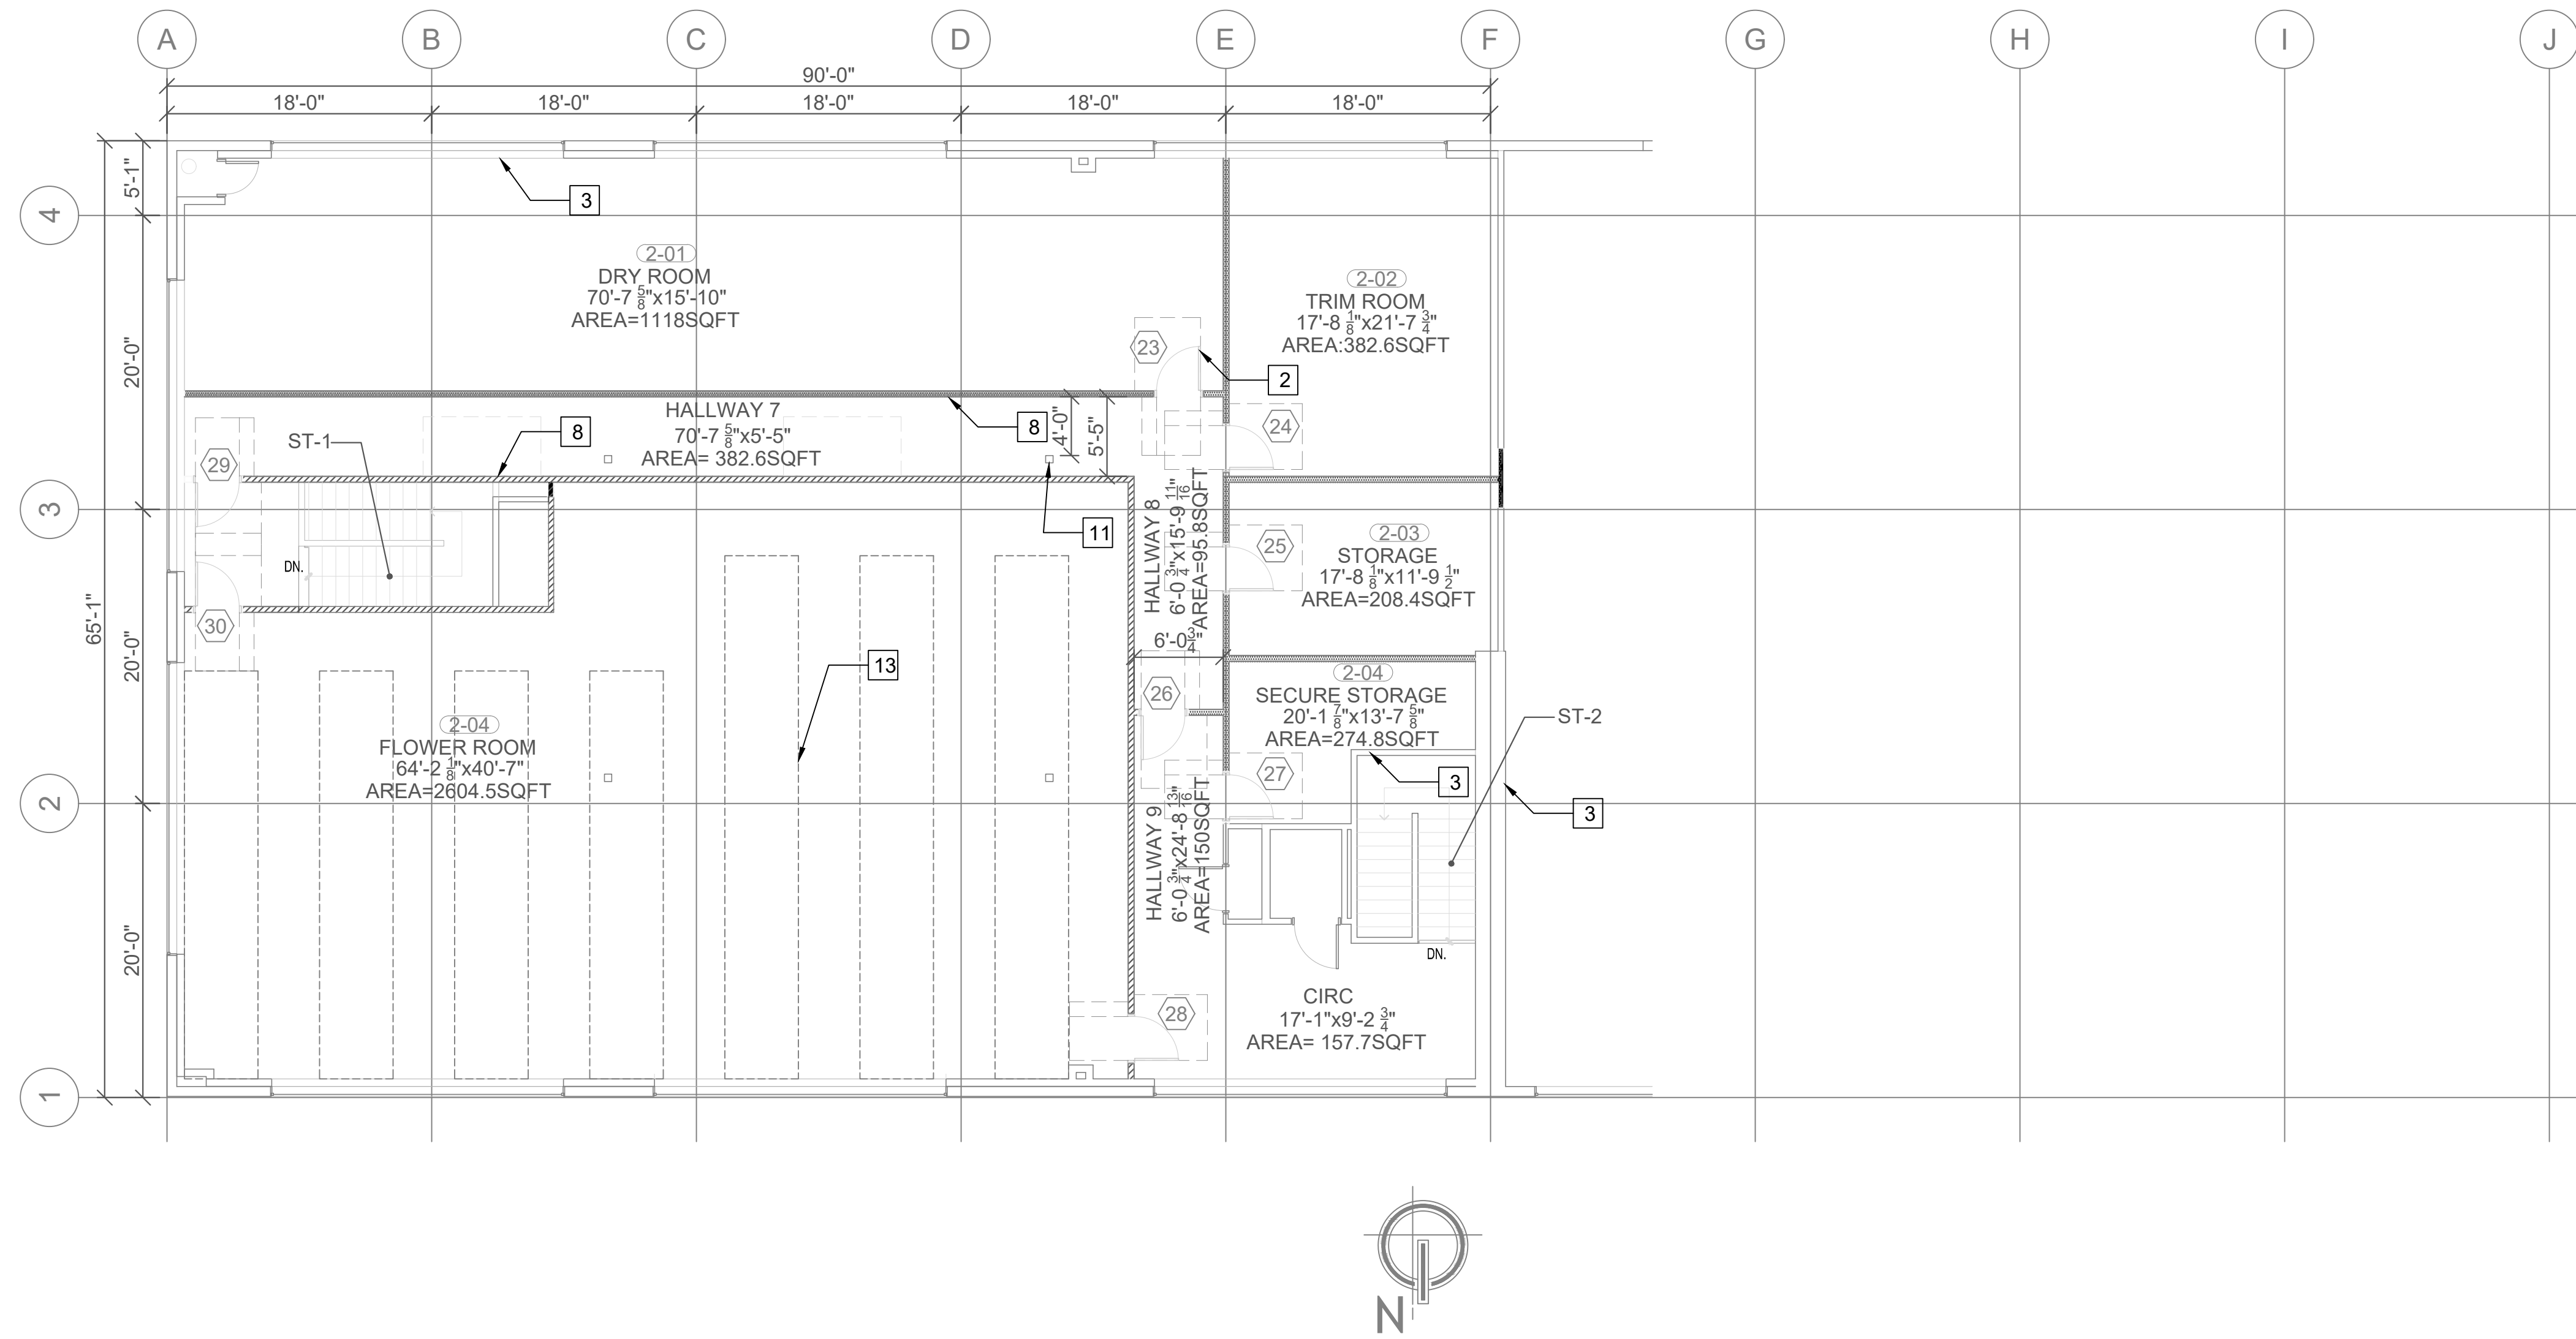 A B C D E F G H I J
90'-0"
18'-0" 18'-0" 18'-0" 18'-0" 18'-0"
5'-1"
4
3
2-01
DRY ROOM
70'-7 5/8"x15'-10"
AREA=1118SQFT
2-02
TRIM ROOM
17'-8 1/8"x21'-7 3/4"
AREA:382.6SQFT
20'-0"
23
2
24
HALLWAY 7
70'-7 5/8"x5'-5"
AREA= 382.6SQFT
8
4'-0"
5'-5"
ST-1
8
29
3
11
HALLWAY 8
6'-0 3/4"x15'-9 11/16"
AREA=95.8SQFT
25
2-03
STORAGE
17'-8 1/8"x11'-9 1/2"
AREA=208.4SQFT
DN.
65'-1"
30
20'-0"
6'-0 3/4"
13
26
2-04
SECURE STORAGE
20'-1 7/8"x13'-7 5/8"
AREA=274.8SQFT
ST-2
2-04
FLOWER ROOM
64'-2 1/8"x40'-7"
AREA=2604.5SQFT
27
3
3
2
HALLWAY 9
6'-0 3/4"x24'-8 13/16"
AREA=150SQFT
20'-0"
DN.
28
CIRC
17'-1"x9'-2 3/4"
AREA= 157.7SQFT
1
N